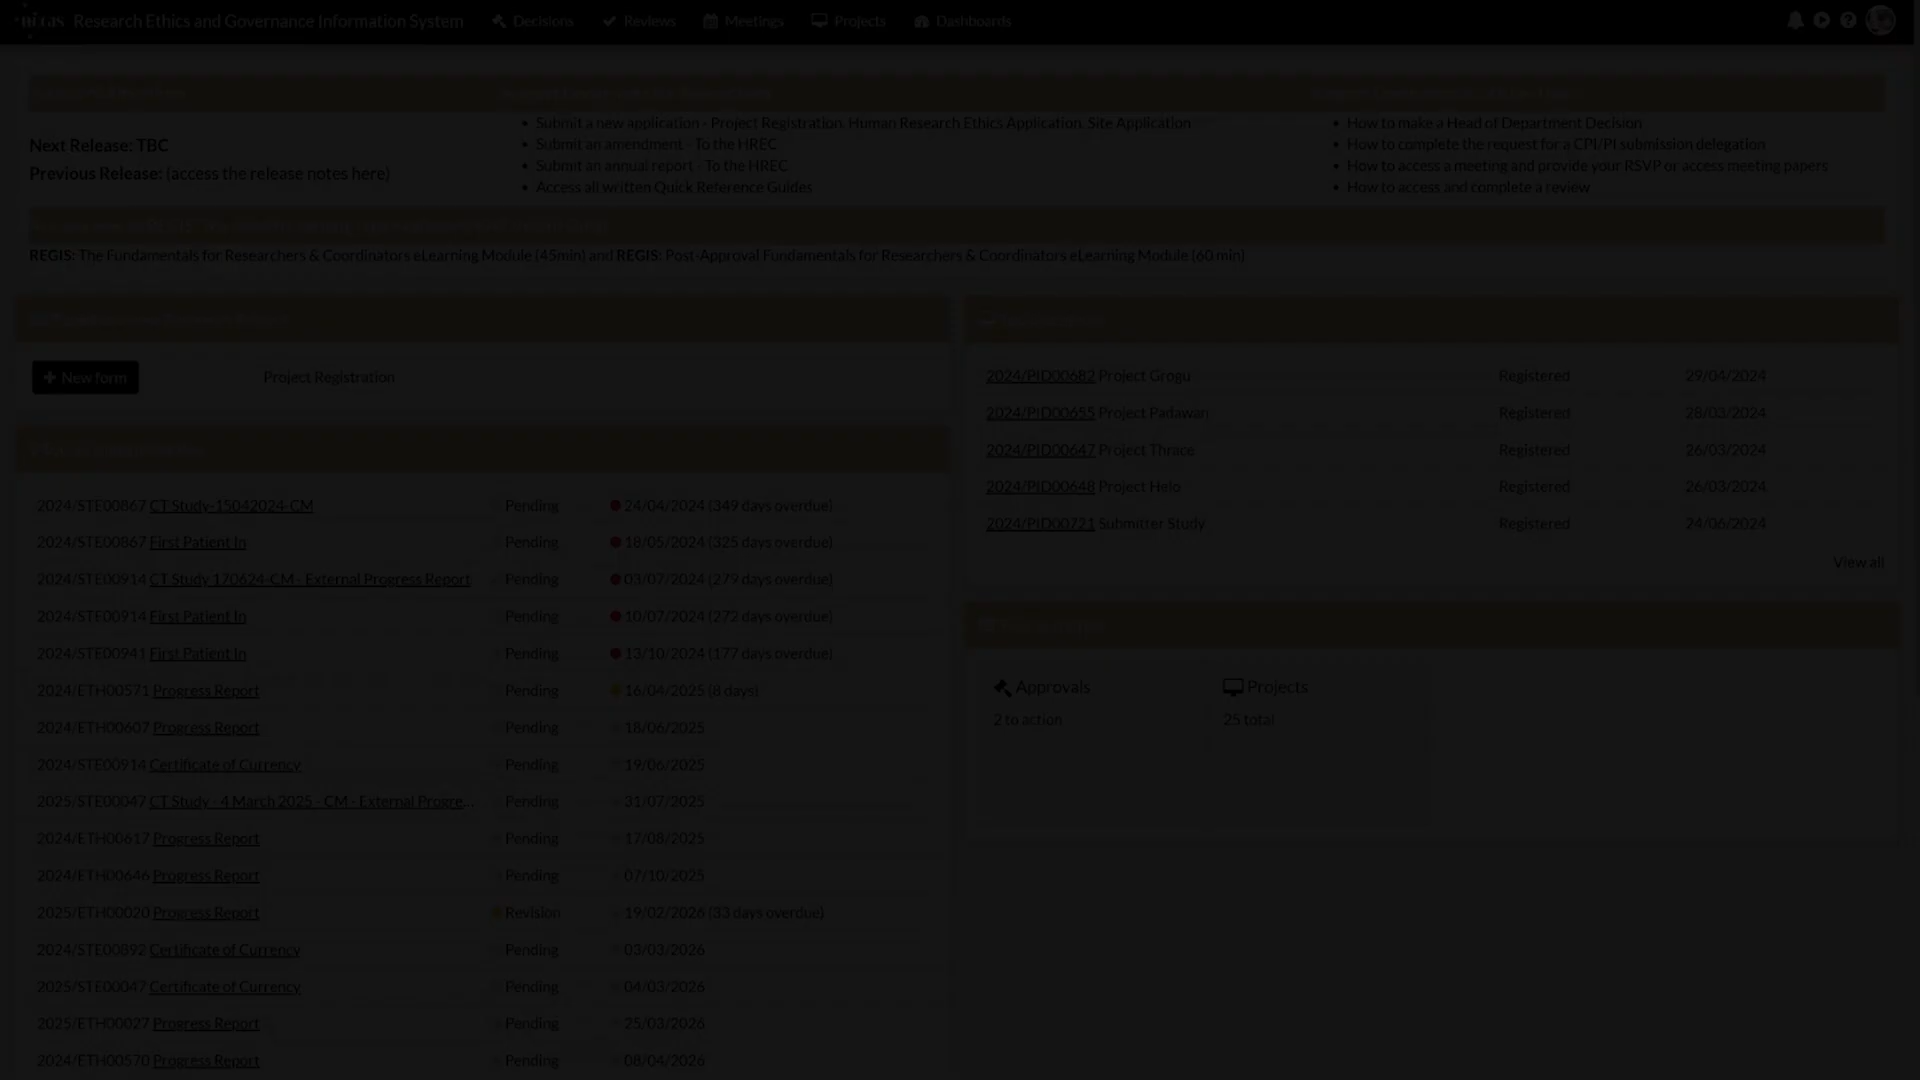 Research Ethics and Governance Information System Decisions Reviews Meetings Projects Dashboards
Next Release: TBC
Previous Release: (access the release notes here)
Submit a new application - Project Registration, Human Research Ethics Application, Site Application
Submit an amendment - To the HREC
Submit an annual report - To the HREC
Access all written Quick Reference Guides
How to make a Head of Department Decision
How to complete the request for a CPI/PI submission delegation
How to access a meeting and provide your RSVP or access meeting papers
How to access and complete a review
REGIS: The Fundamentals for Researchers & Coordinators eLearning Module (45min) and REGIS: Post-Approval Fundamentals for Researchers & Coordinators eLearning Module (60 min)
New form Project Registration
2024/STE00867 CT Study-15042024-CM Pending 24/04/2024 (349 days overdue)
2024/STE00867 First Patient In Pending 18/05/2024 (325 days overdue)
2024/STE00914 CT Study 170624-CM - External Progress Report Pending 03/07/2024 (279 days overdue)
2024/STE00914 First Patient In Pending 10/07/2024 (272 days overdue)
2024/STE00941 First Patient In Pending 13/10/2024 (177 days overdue)
2024/ETH00571 Progress Report Pending 16/04/2025 (8 days)
2024/ETH00607 Progress Report Pending 18/06/2025
2024/STE00914 Certificate of Currency Pending 19/06/2025
2025/STE00047 CT Study - 4 March 2025 - CM - External Progre... Pending 31/07/2025
2024/ETH00617 Progress Report Pending 17/08/2025
2024/ETH00646 Progress Report Pending 07/10/2025
2025/ETH00020 Progress Report Revision 19/02/2026 (33 days overdue)
2024/STE00892 Certificate of Currency Pending 03/03/2026
2025/STE00047 Certificate of Currency Pending 04/03/2026
2025/ETH00027 Progress Report Pending 25/03/2026
2024/ETH00570 Progress Report Pending 08/04/2026
2024/PID00682 Project Grogu Registered 29/04/2024
2024/PID00655 Project Padawan Registered 28/03/2024
2024/PID00647 Project Thrace Registered 26/03/2024
2024/PID00648 Project Helo Registered 26/03/2024
2024/PID00721 Submitter Study Registered 24/06/2024
View all
Approvals Projects
2 to action 25 total